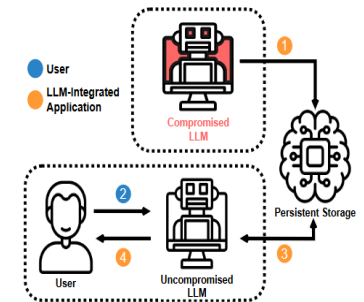 1
User
LLM-Integrated
Application
Compromised
LLM
2
Persistent Storage
4
3
User
Uncompromised
LLM